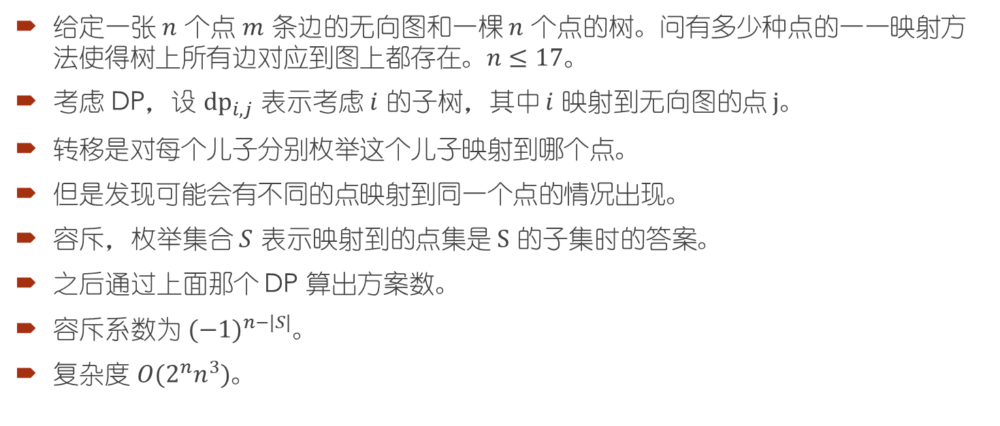 给定一张 n 个点 m 条边的无向图和一棵 n 个点的树。问有多少种点的一一映射方
法使得树上所有边对应到图上都存在。n ≤ 17。
考虑 DP，设 dp_{i,j} 表示考虑 i 的子树，其中 i 映射到无向图的点 j。
转移是对每个儿子分别枚举这个儿子映射到哪个点。
但是发现可能会有不同的点映射到同一个点的情况出现。
容斥，枚举集合 S 表示映射到的点集是 S 的子集时的答案。
之后通过上面那个 DP 算出方案数。
容斥系数为 (−1)^{n−|S|}。
复杂度 O(2^n n^3)。